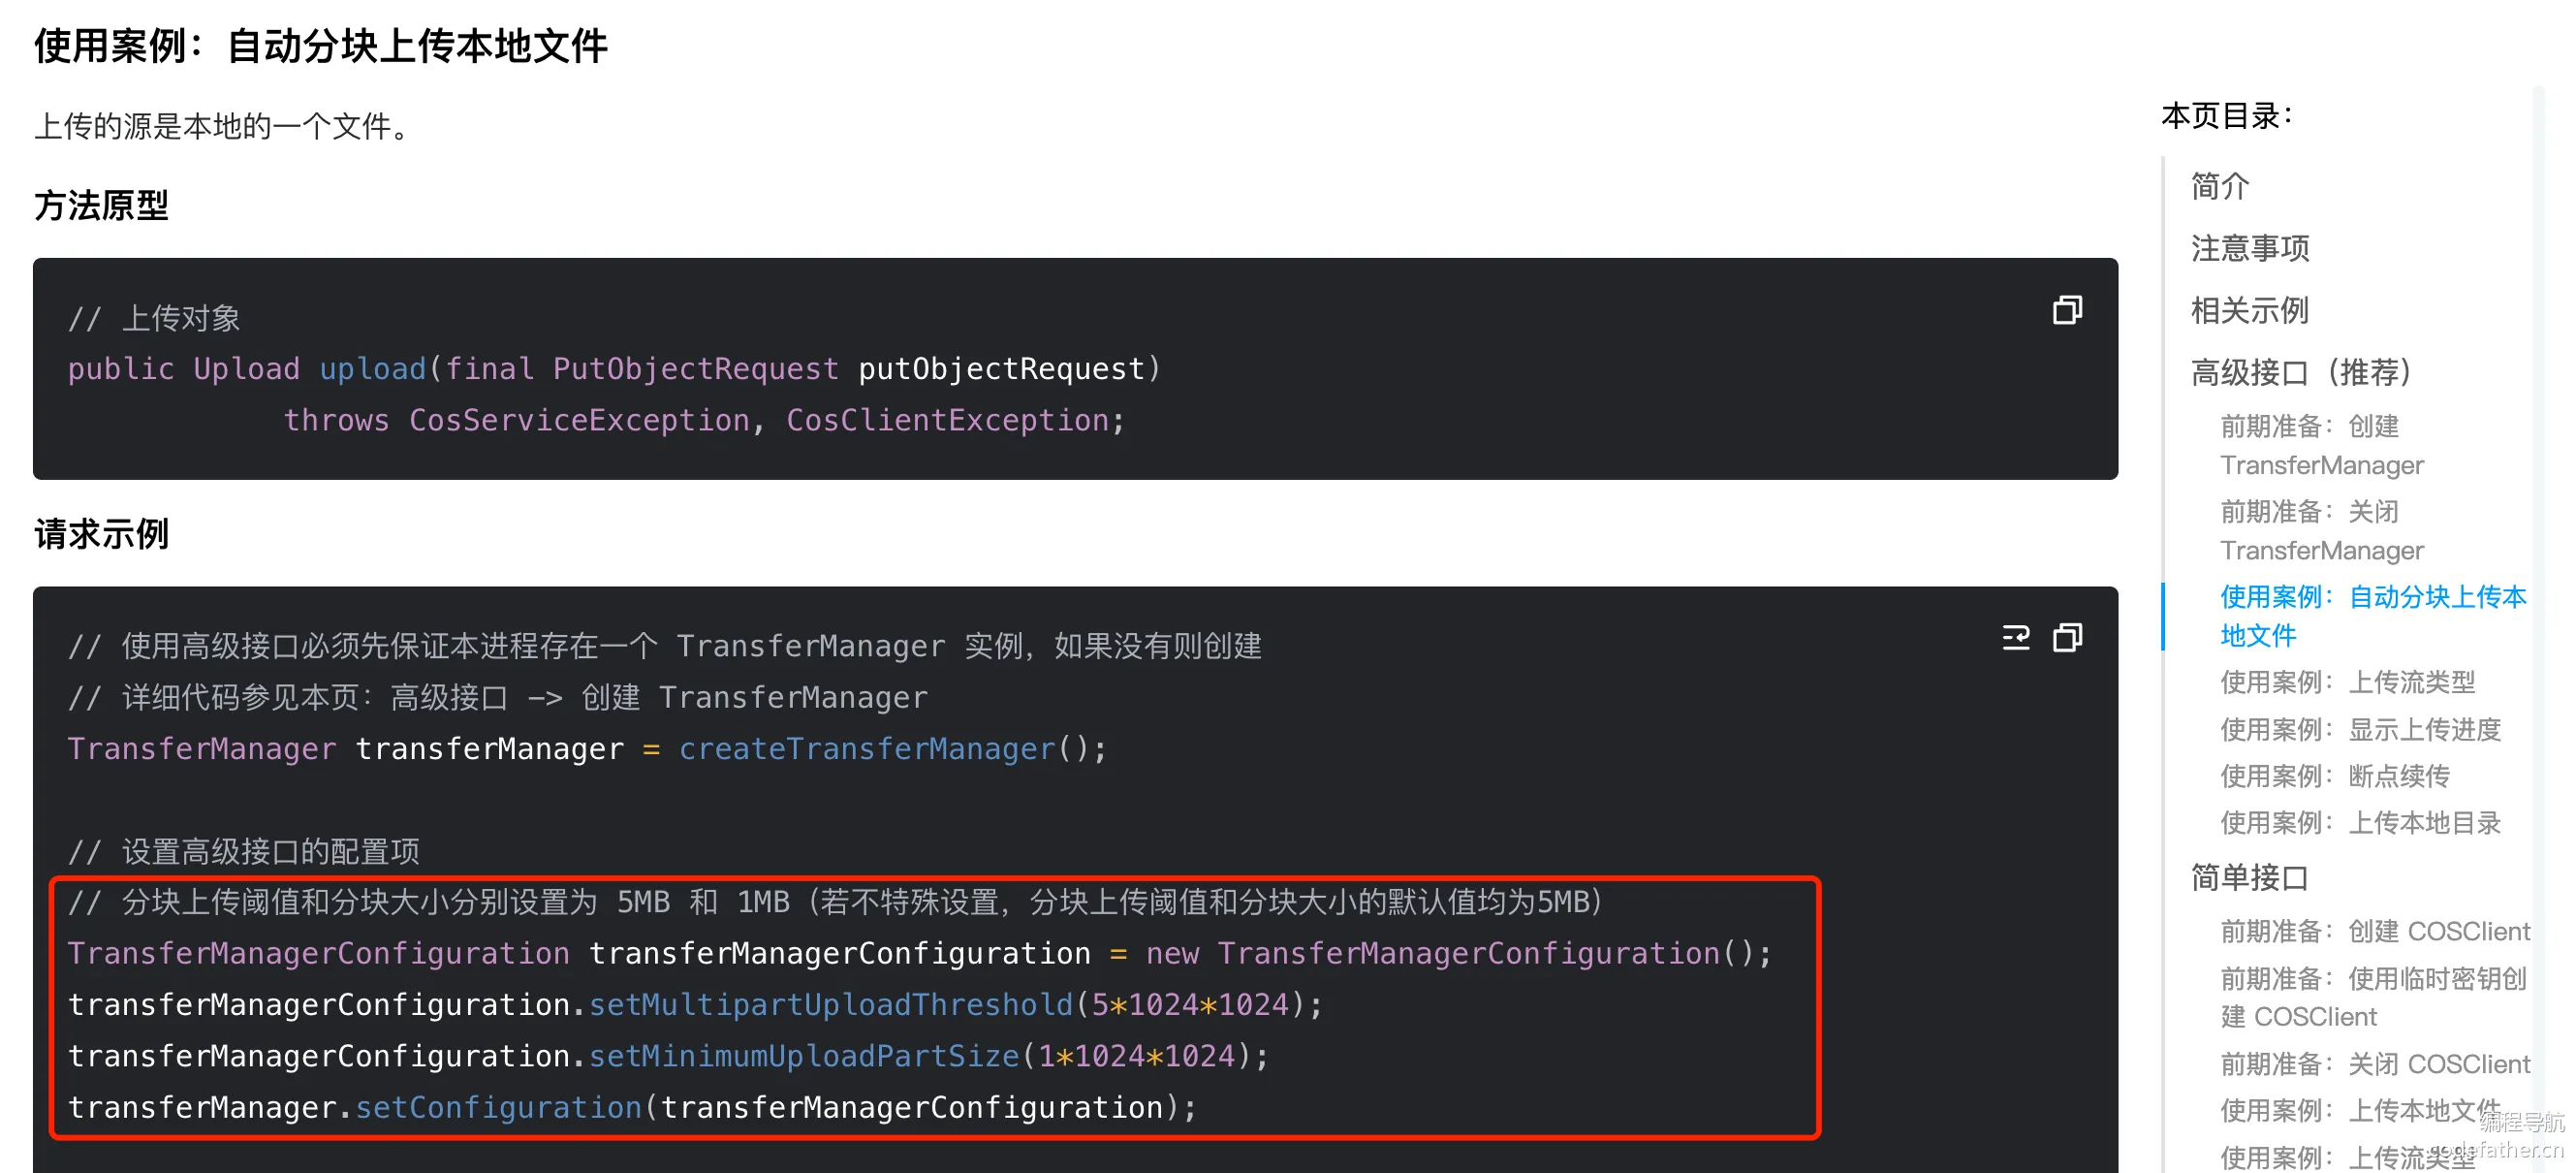 使用案例：自动分块上传本地文件
上传的源是本地的一个文件。
方法原型
// 上传对象
public Upload upload(final PutObjectRequest putObjectRequest)
            throws CosServiceException, CosClientException;
请求示例
// 使用高级接口必须先保证本进程存在一个 TransferManager 实例，如果没有则创建
// 详细代码参见本页：高级接口 -> 创建 TransferManager
TransferManager transferManager = createTransferManager();
// 设置高级接口的配置项
// 分块上传阈值和分块大小分别设置为 5MB 和 1MB（若不特殊设置，分块上传阈值和分块大小的默认值均为5MB）
TransferManagerConfiguration transferManagerConfiguration = new TransferManagerConfiguration();
transferManagerConfiguration.setMultipartUploadThreshold(5*1024*1024);
transferManagerConfiguration.setMinimumUploadPartSize(1*1024*1024);
transferManager.setConfiguration(transferManagerConfiguration);
本页目录：
简介
注意事项
相关示例
高级接口（推荐）
前期准备：创建
TransferManager
前期准备：关闭
TransferManager
使用案例：自动分块上传本
地文件
使用案例：上传流类型
使用案例：显示上传进度
使用案例：断点续传
使用案例：上传本地目录
简单接口
前期准备：创建 COSClient
前期准备：使用临时密钥创
建 COSClient
前期准备：关闭 COSClient
使用案例：上传本地文件
使用案例：上传流类型
编程导航
codefather.cn